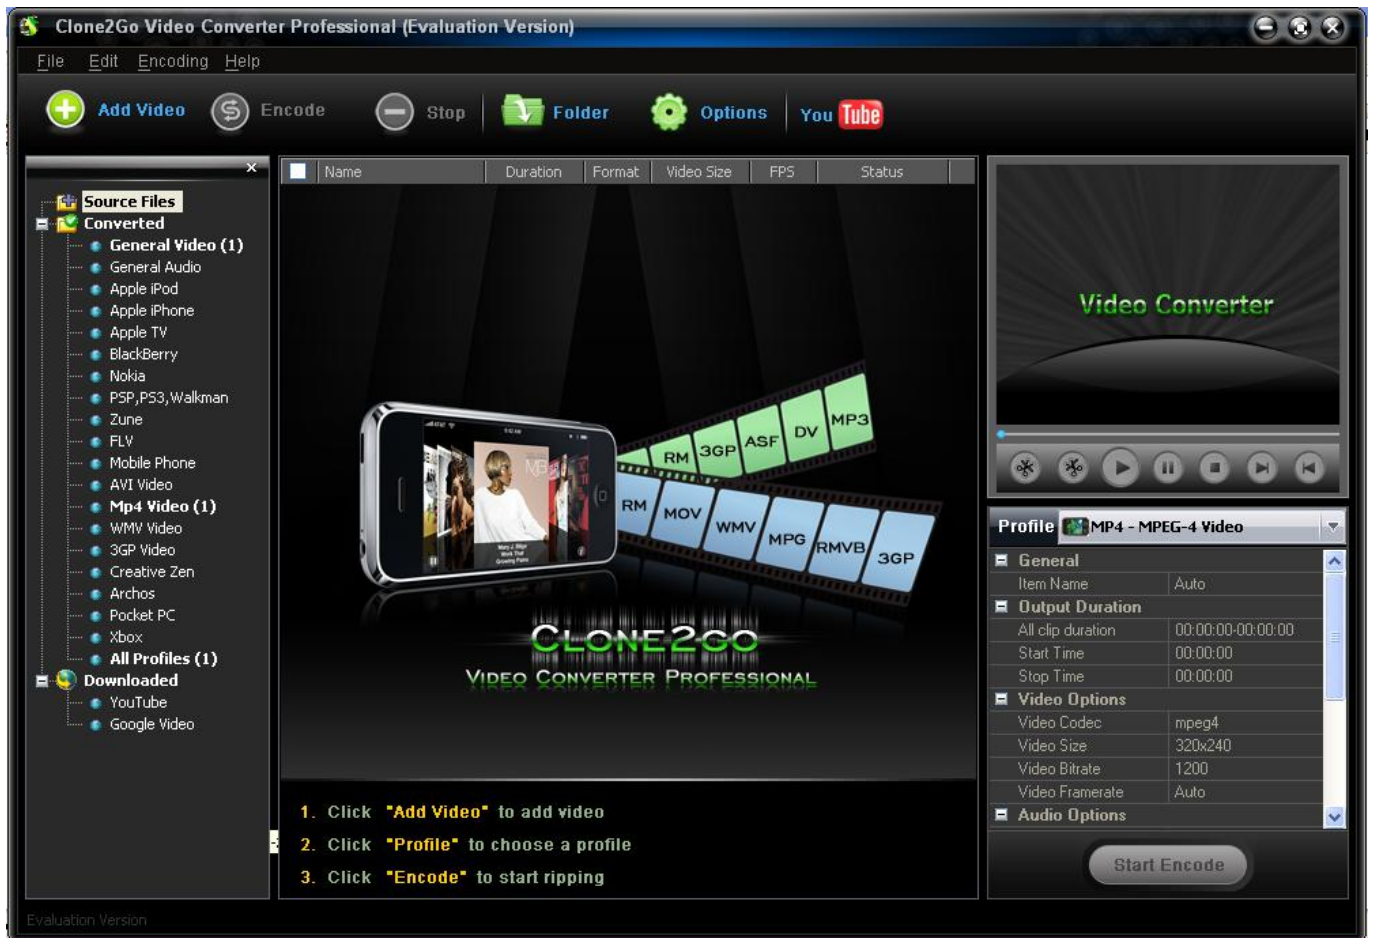 Clone2Go Video Converter Professional (Evaluation Version)
File Edit Encoding Help
Add Video Encode Stop Folder Options You Tube
Source Files
Converted
General Video (1)
General Audio
Apple iPod
Apple iPhone
Apple TV
BlackBerry
Nokia
PSP,PS3,Walkman
Zune
FLV
Mobile Phone
AVI Video
Mp4 Video (1)
WMV Video
3GP Video
Creative Zen
Archos
Pocket PC
Xbox
All Profiles (1)
Downloaded
YouTube
Google Video
Name Duration Format Video Size FPS Status
RM 3GP ASF DV MP3
RM MOV WMV MPG RMVB 3GP
Clone2go
Video Converter Professional
1. Click "Add Video" to add video
2. Click "Profile" to choose a profile
3. Click "Encode" to start ripping
Video Converter
Profile MP4 - MPEG-4 Video
General
Item Name Auto
Output Duration
All clip duration 00:00:00-00:00:00
Start Time 00:00:00
Stop Time 00:00:00
Video Options
Video Codec mpeg4
Video Size 320x240
Video Bitrate 1200
Video Framerate Auto
Audio Options
Start Encode
Evaluation Version